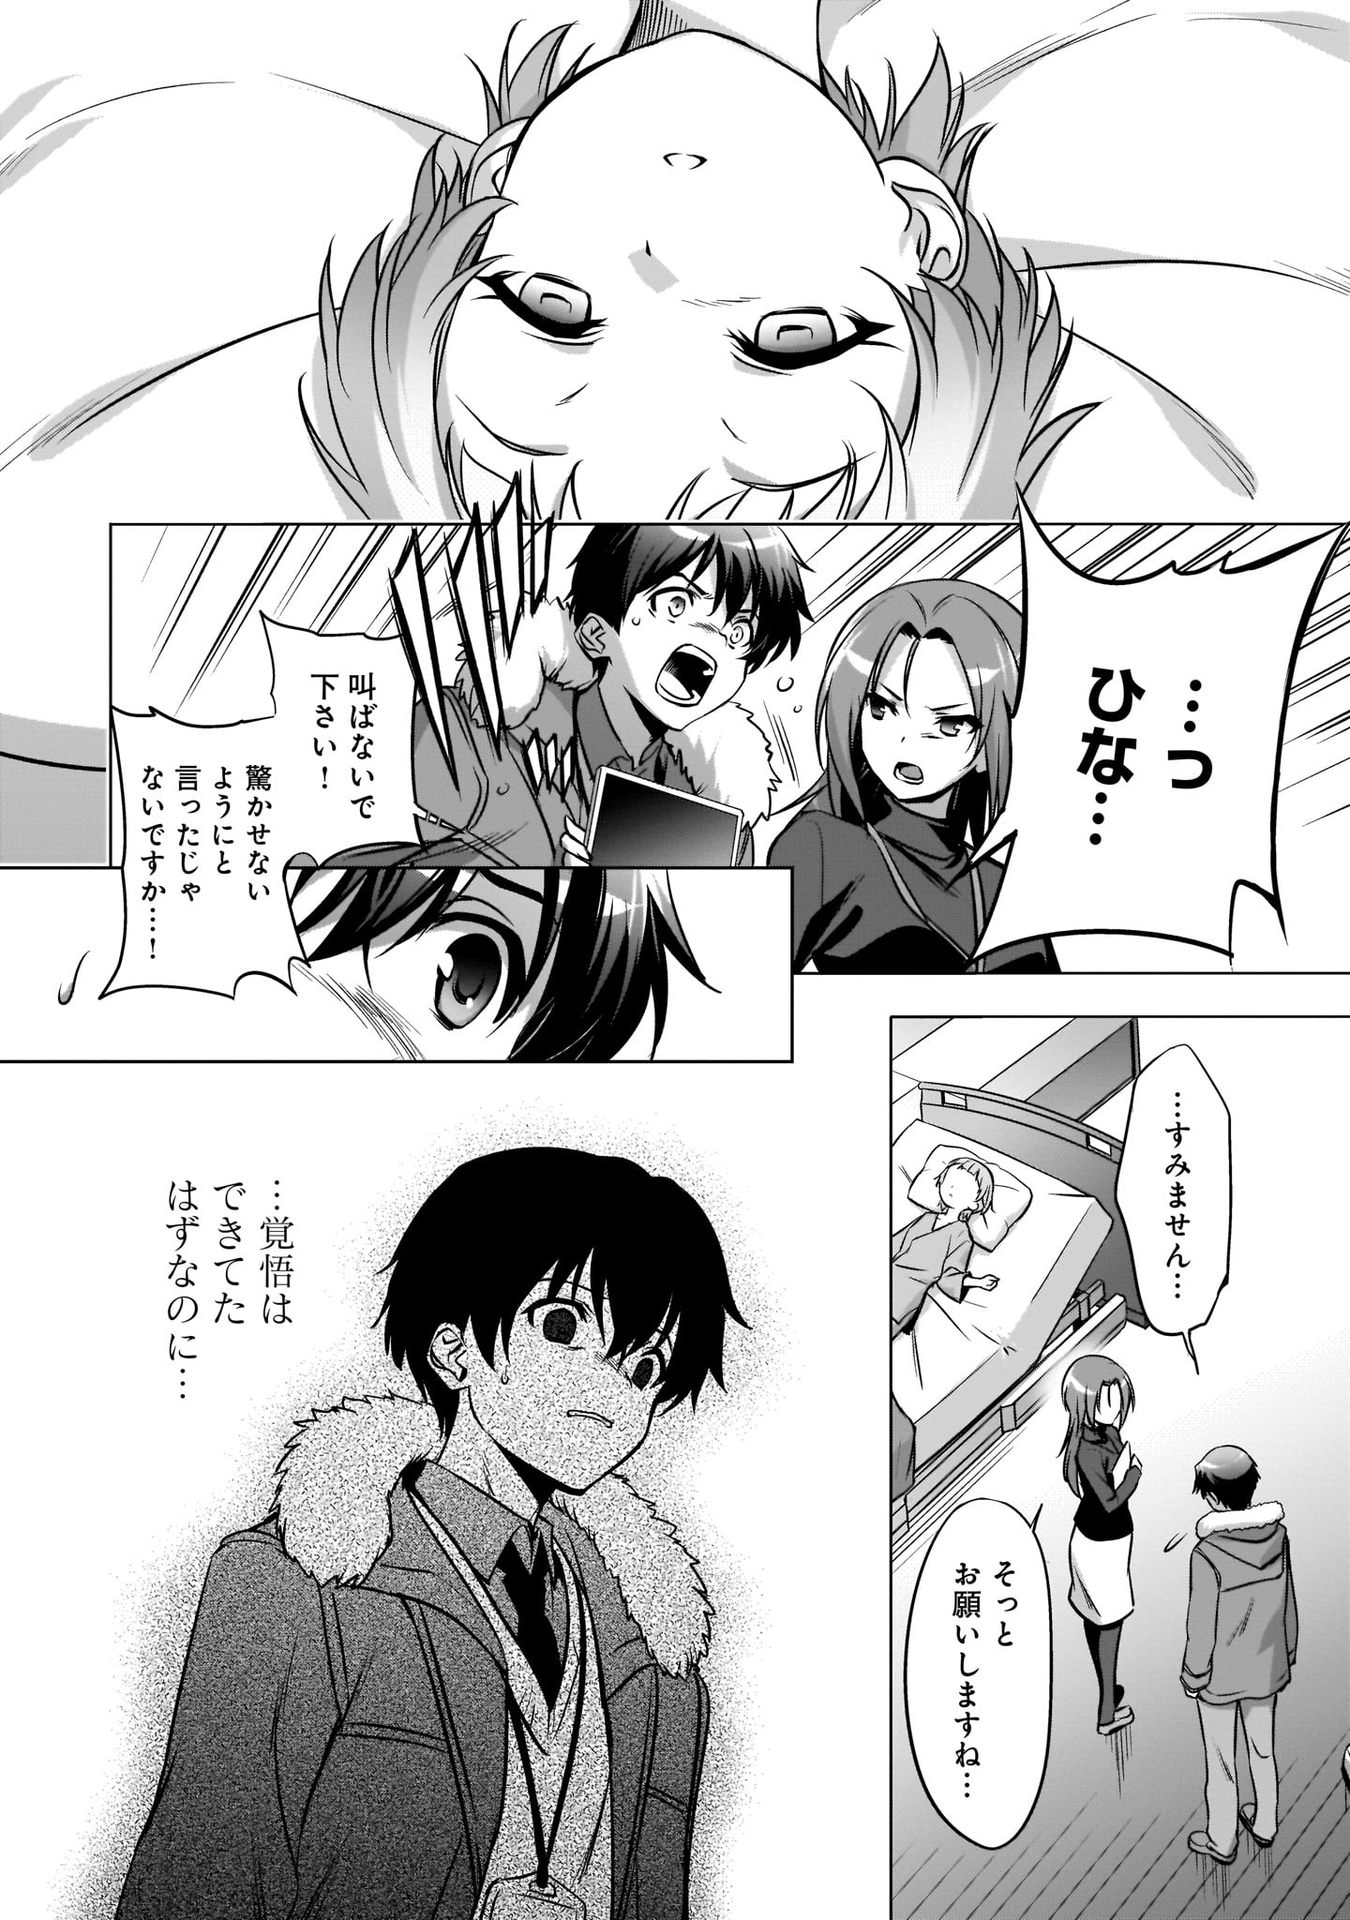 …っ
ひな…
叫ばないで
下さい！
驚かせない
ようにと
言ったじゃ
ないですか…！
…すみません…
そっと
お願いしますね…
…覚悟は
できてた
はずなのに…